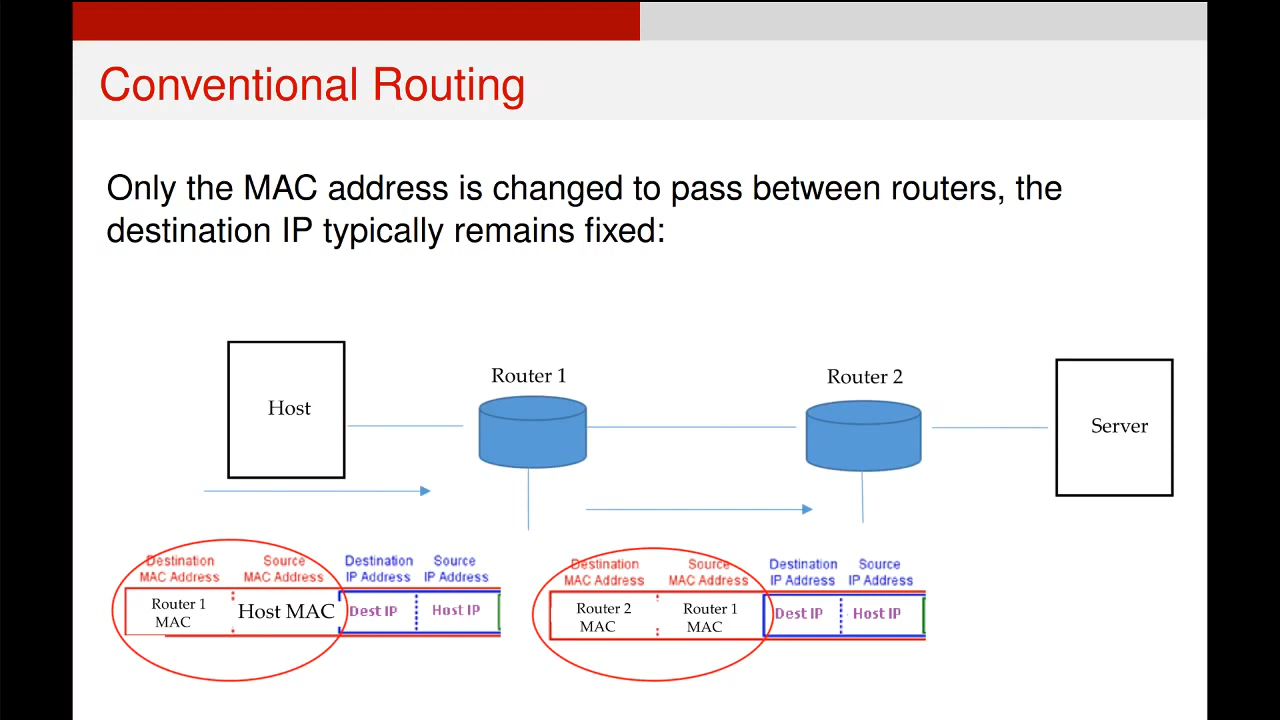 Conventional Routing
Only the MAC address is changed to pass between routers, the
destination IP typically remains fixed:
Host
Router 1
Router 2
Server
Destination
MAC Address
Source
MAC Address
Destination
IP Address
Source
IP Address
Router 1
MAC
Host MAC
Dest IP
Host IP
Destination
MAC Address
Source
MAC Address
Destination
IP Address
Source
IP Address
Router 2
MAC
Router 1
MAC
Dest IP
Host IP